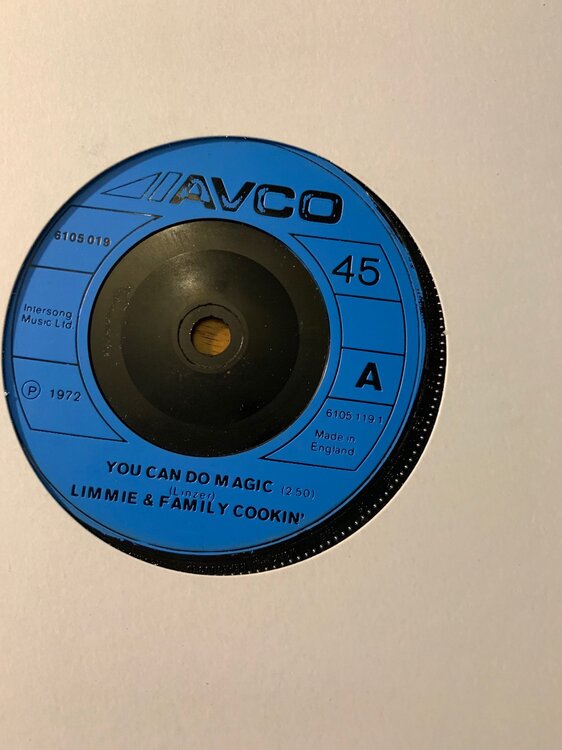 AVCO
6105 019
45
Intersong
Music Ltd.
A
Ⓟ 1972
6105 119.1
Made in
England
YOU CAN DO MAGIC (2.50)
(Linzer)
LIMMIE & FAMILY COOKIN'